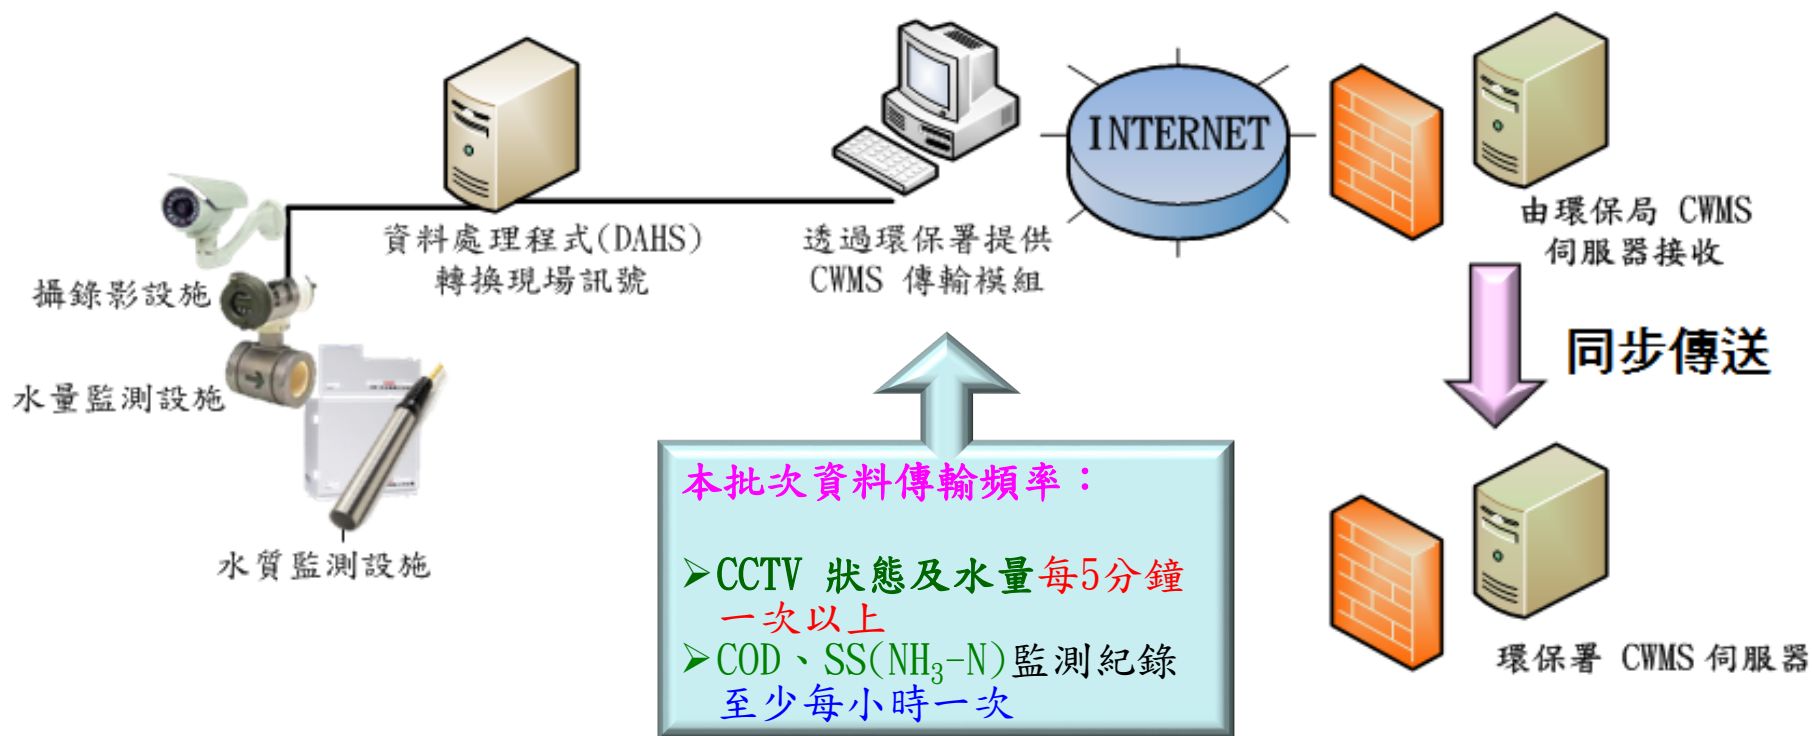 攝錄影設施
水量監測設施
水質監測設施
資料處理程式(DAHS)
轉換現場訊號
透過環保署提供
CWMS 傳輸模組
INTERNET
由環保局 CWMS
伺服器接收
同步傳送
環保署 CWMS 伺服器
本批次資料傳輸頻率：
➢CCTV 狀態及水量每5分鐘
一次以上
➢COD、SS(NH₃-N)監測紀錄
至少每小時一次